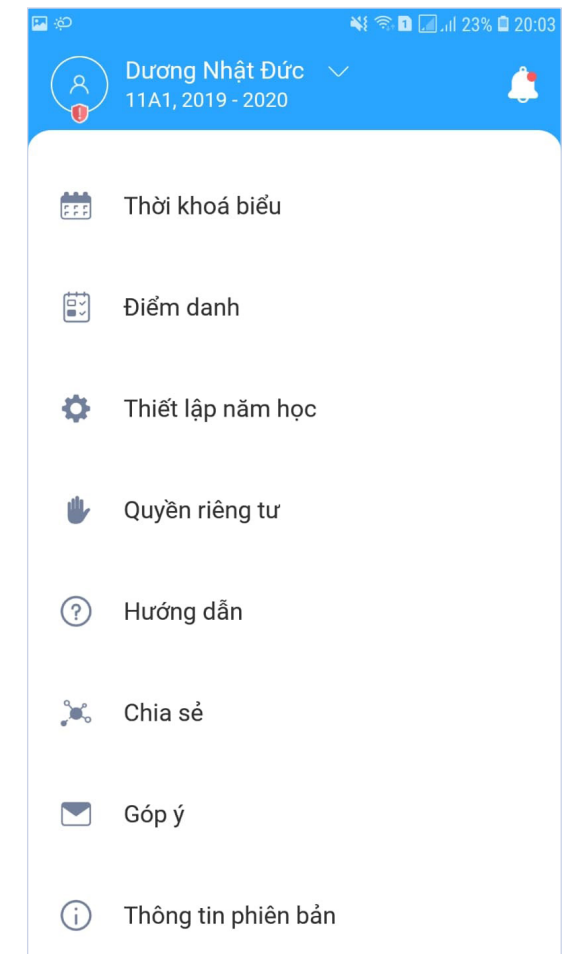 23% 20:03
Dương Nhật Đức
11A1, 2019 - 2020
Thời khoá biểu
Điểm danh
Thiết lập năm học
Quyền riêng tư
Hướng dẫn
Chia sẻ
Góp ý
Thông tin phiên bản